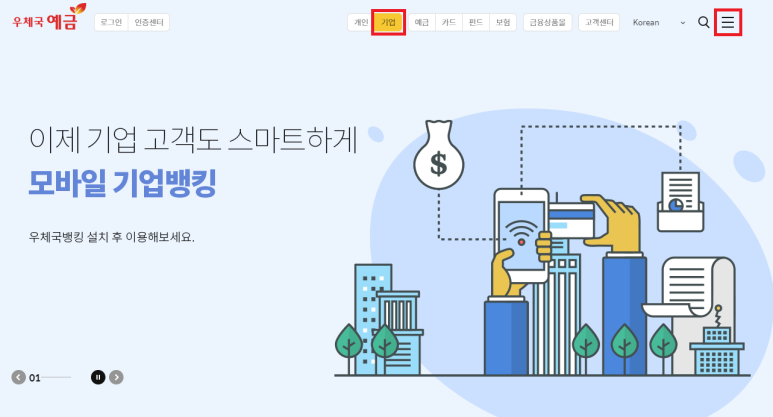 우체국 예금
로그인 인증센터
개인 기업 예금 카드 펀드 보험 금융상품몰 고객센터 Korean
이제 기업 고객도 스마트하게
모바일 기업뱅킹
우체국뱅킹 설치 후 이용해보세요.
$
01